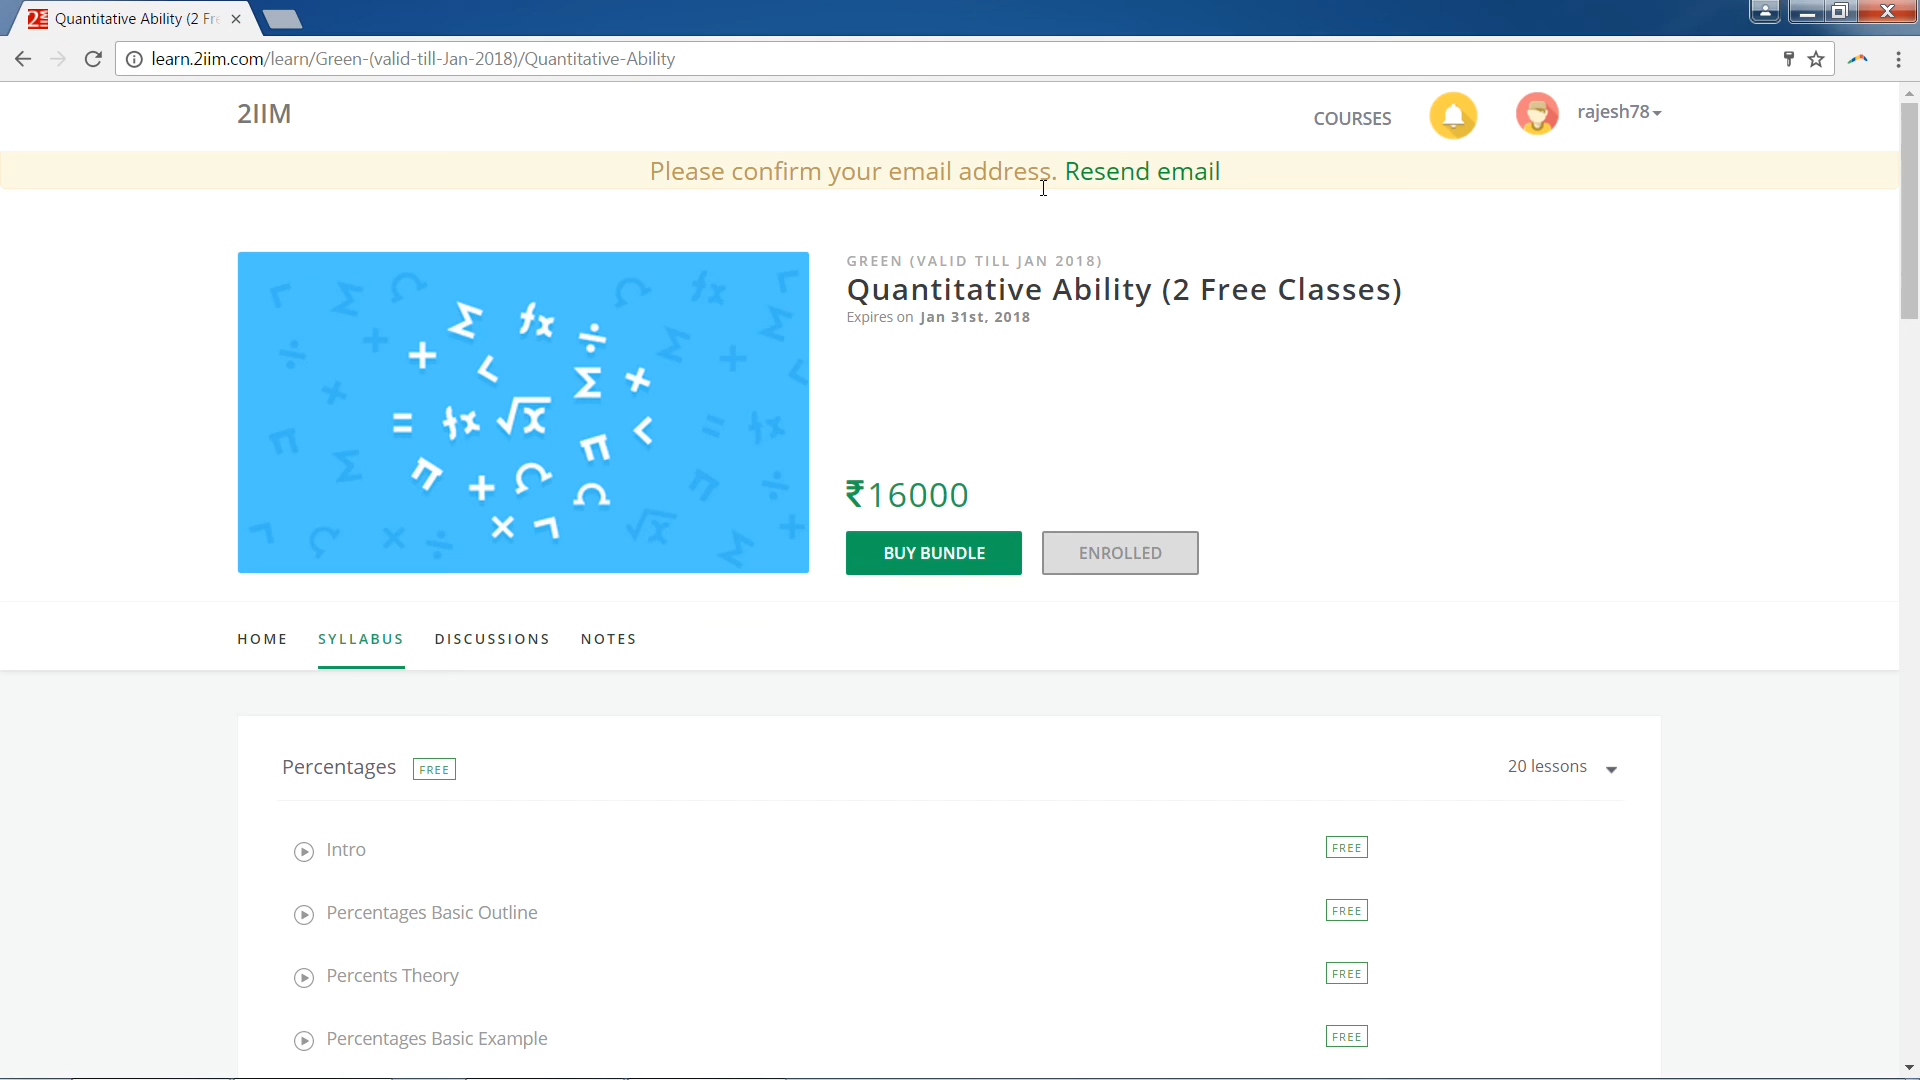 Quantitative Ability (2 Fr
learn.2iim.com/learn/Green-(valid-till-Jan-2018)/Quantitative-Ability
2IIM
COURSES
rajesh78
Please confirm your email address. Resend email
GREEN (VALID TILL JAN 2018)
Quantitative Ability (2 Free Classes)
Expires on Jan 31st, 2018
₹16000
BUY BUNDLE
ENROLLED
HOME SYLLABUS DISCUSSIONS NOTES
Percentages FREE 20 lessons
Intro FREE
Percentages Basic Outline FREE
Percents Theory FREE
Percentages Basic Example FREE